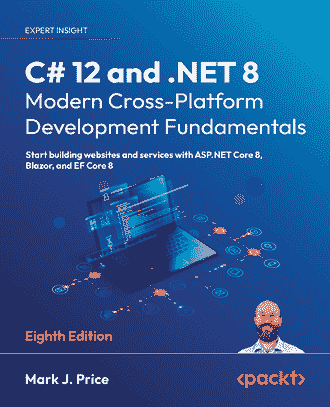 EXPERT INSIGHT
C# 12 and .NET 8
Modern Cross-Platform
Development Fundamentals
Start building websites and services with ASP.NET Core 8,
Blazor, and EF Core 8
Eighth Edition
Mark J. Price
<packt>